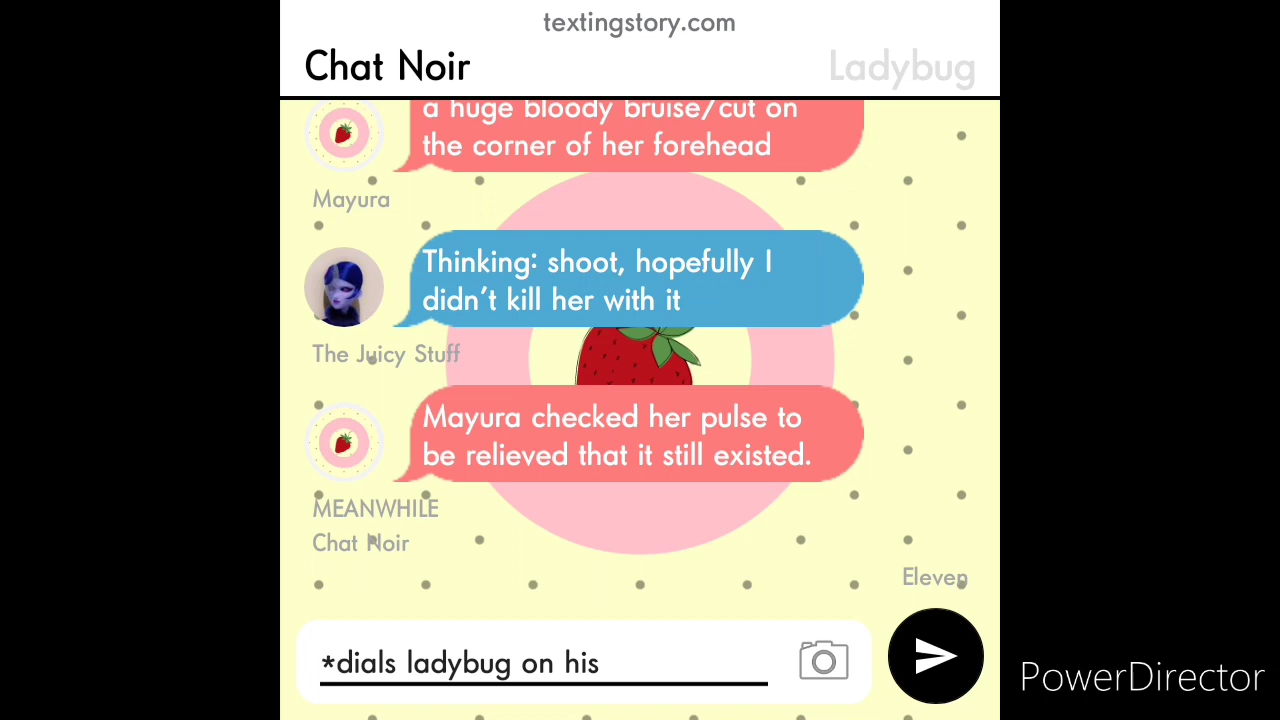 textingstory.com
Chat Noir
Ladybug
a huge bloody bruise/cut on
the corner of her forehead
Mayura
Thinking: shoot, hopefully I
didn't kill her with it
The Juicy Stuff
Mayura checked her pulse to
be relieved that it still existed.
MEANWHILE
Chat Noir
Eleven
*dials ladybug on his
PowerDirector